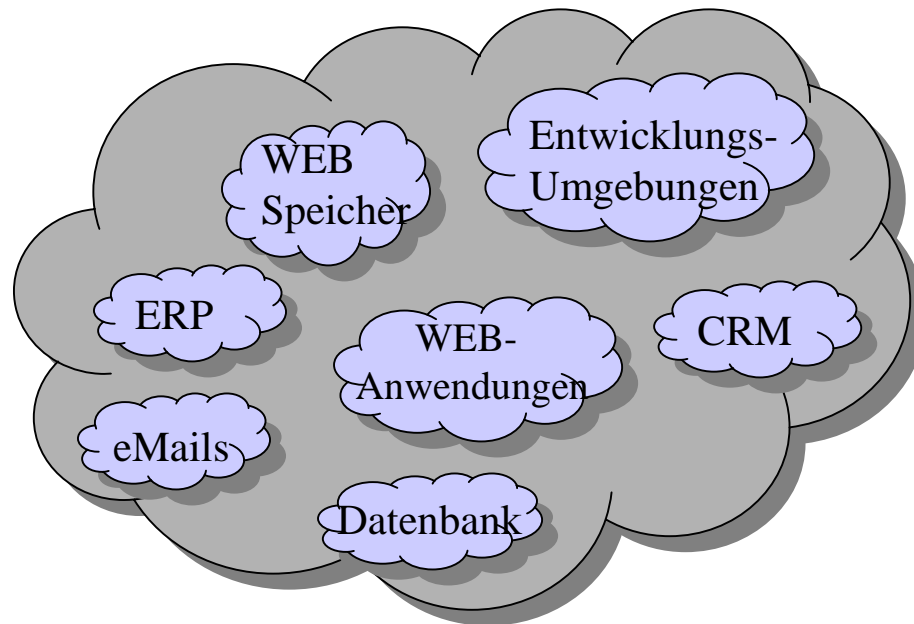 WEB
Speicher
Entwicklungs-
Umgebungen
ERP
WEB-
Anwendungen
CRM
eMails
Datenbank